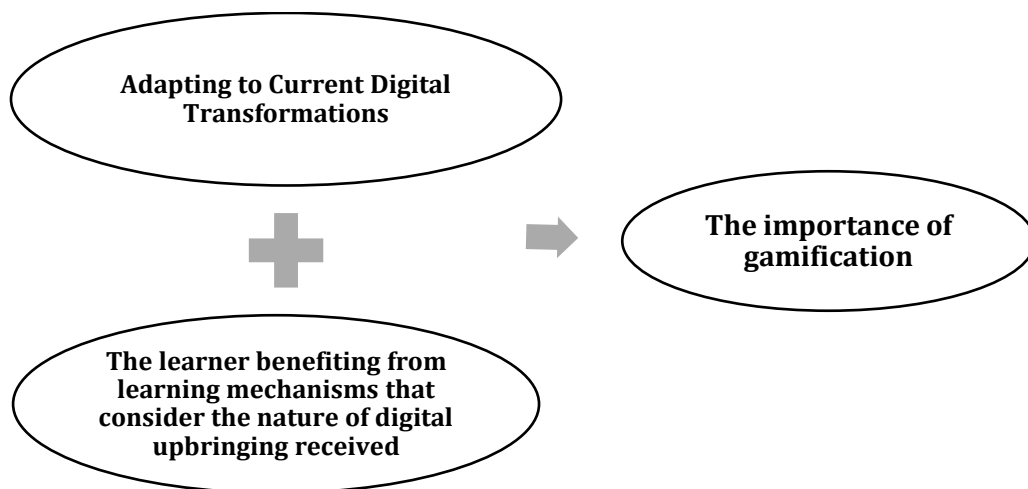 Adapting to Current Digital
Transformations
The importance of
gamification
The learner benefiting from
learning mechanisms that
consider the nature of digital
upbringing received